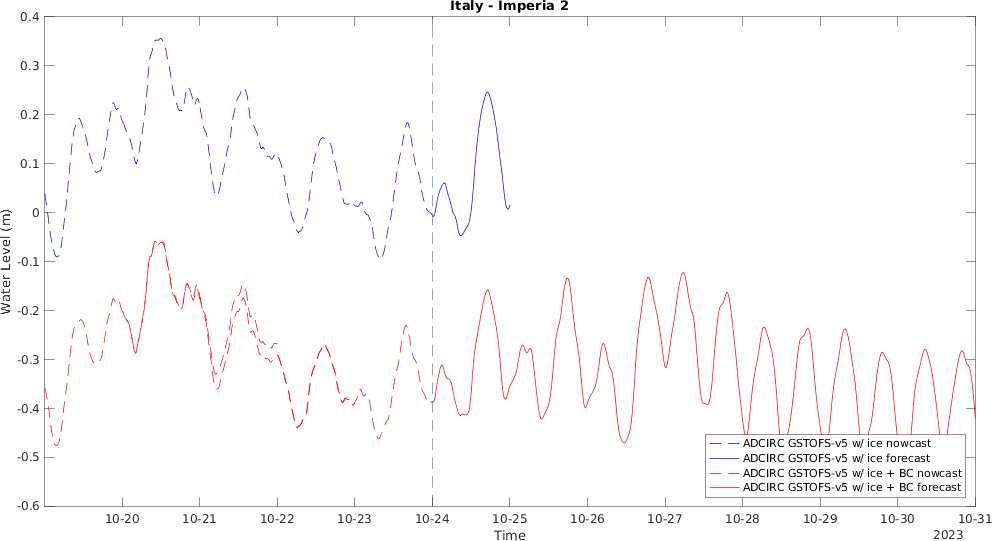 Italy - Imperia 2
0.4
0.3
0.2
0.1
0
-0.1
-0.2
-0.3
-0.4
-0.5
-0.6
Water Level (m)
ADCIRC GSTOFS-v5 w/ ice nowcast
ADCIRC GSTOFS-v5 w/ ice forecast
ADCIRC GSTOFS-v5 w/ ice + BC nowcast
ADCIRC GSTOFS-v5 w/ ice + BC forecast
10-20 10-21 10-22 10-23 10-24 10-25 10-26 10-27 10-28 10-29 10-30 10-31
Time
2023